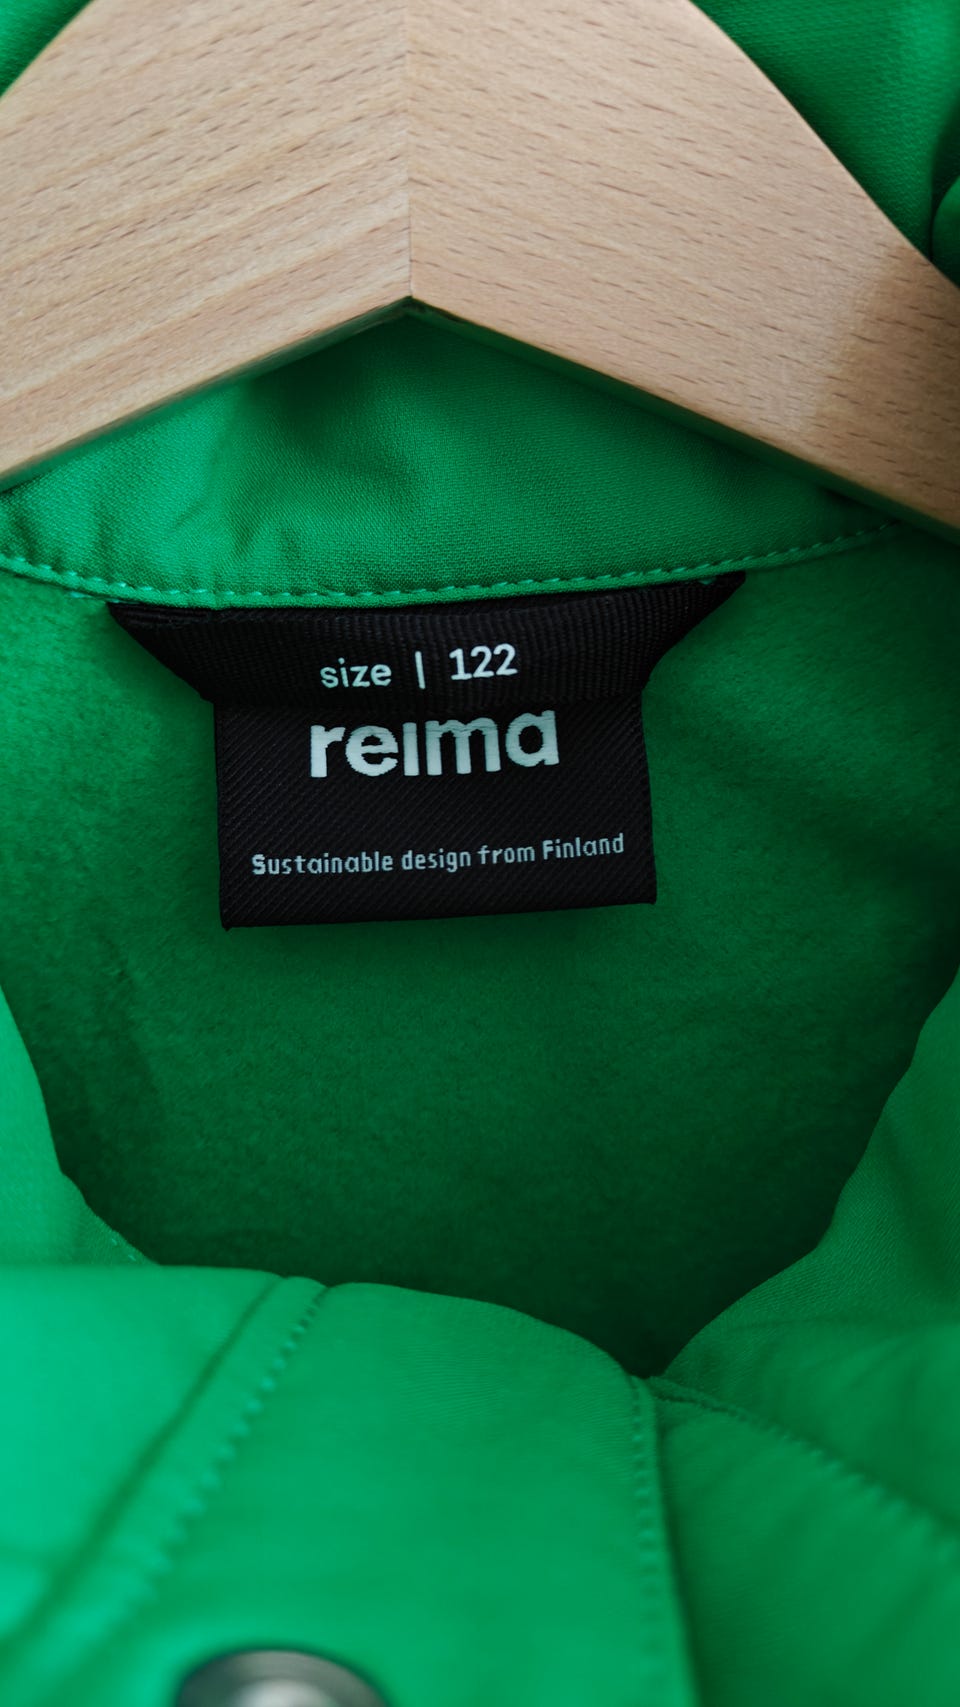 size | 122
reima
Sustainable design from Finland